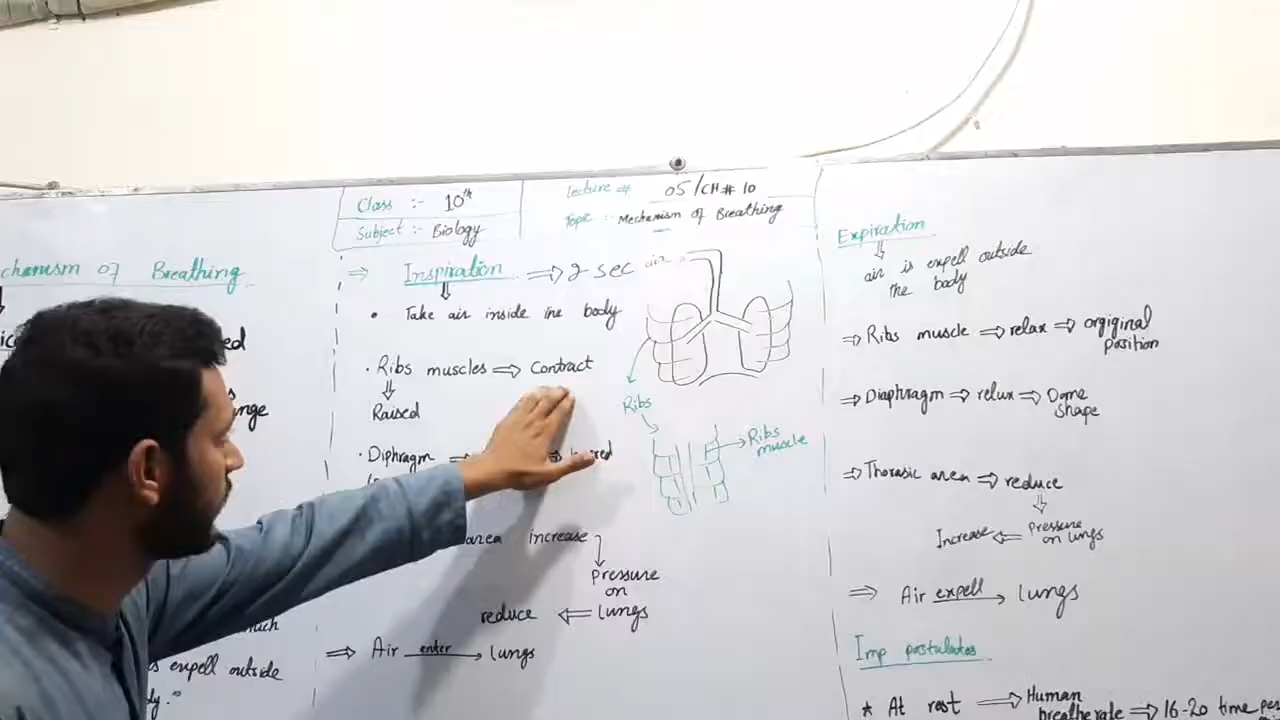 Class :- 10th
Subject :- Biology
Lecture # 05/CH# 10
Topic :- Mechanism of Breathing
chanism of Breathing
expell outside
⇒ Inspiration ⇒ 2 sec
• Take air inside the body
• Ribs muscles ⇒ Contract
Raised
• Diphragm
area increase
Pressure
on
reduce ⇐ lungs
⇒ Air enter → lungs
air
Ribs
Ribs
muscle
Expiration
air is expell outside
the body
⇒ Ribs muscle ⇒ relax ⇒ orgiginal
position
⇒ Diaphragm → relux ⇒ Dome
shape
⇒ Thorasic area ⇒ reduce
Increase ⇐ Pressure
on lungs
⇒ Air expell → lungs
Imp postulates
* At rest ⇒ Human
breathe rate ⇒ 16-20 time pe